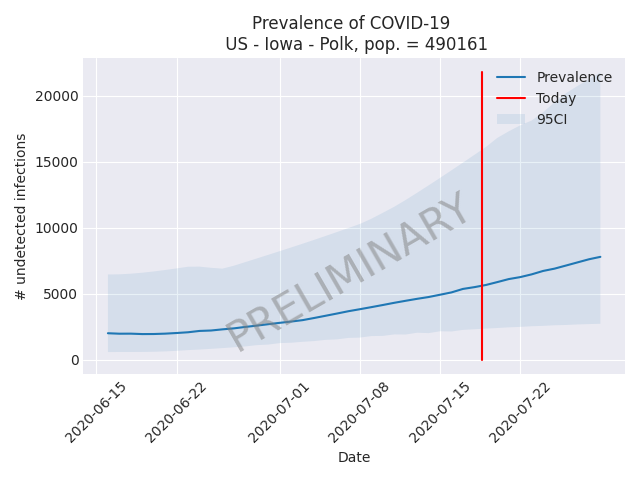 Prevalence of COVID-19
US - Iowa - Polk, pop. = 490161
# undetected infections
20000
15000
10000
5000
0
Prevalence
Today
95CI
PRELIMINARY
2020-06-15
2020-06-22
2020-07-01
2020-07-08
2020-07-15
2020-07-22
Date